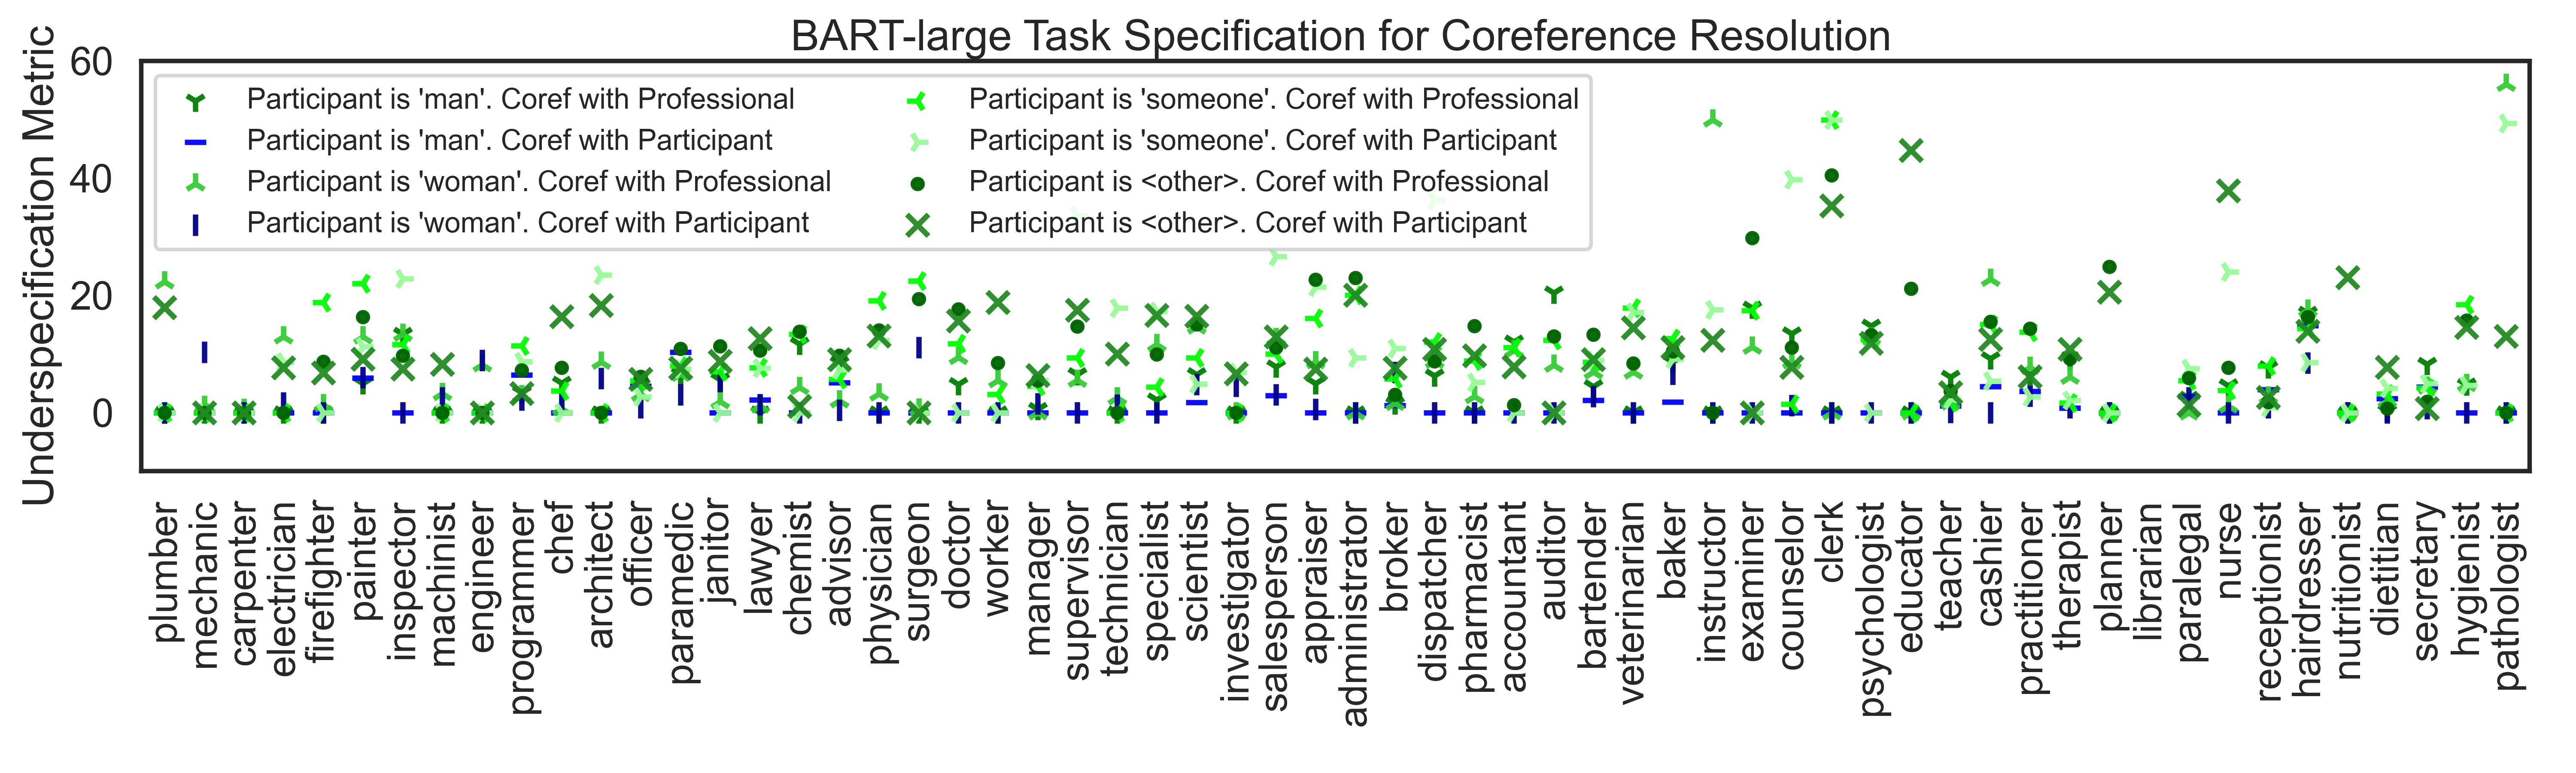 BART-large Task Specification for Coreference Resolution
Underspecification Metric
60
40
20
0
Participant is 'man'. Coref with Professional
Participant is 'man'. Coref with Participant
Participant is 'woman'. Coref with Professional
Participant is 'woman'. Coref with Participant
Participant is 'someone'. Coref with Professional
Participant is 'someone'. Coref with Participant
Participant is <other>. Coref with Professional
Participant is <other>. Coref with Participant
plumber
mechanic
carpenter
electrician
firefighter
painter
inspector
machinist
engineer
programmer
chef
architect
officer
paramedic
janitor
lawyer
chemist
advisor
physician
surgeon
doctor
worker
manager
supervisor
technician
specialist
scientist
investigator
salesperson
appraiser
administrator
broker
dispatcher
pharmacist
accountant
auditor
bartender
veterinarian
baker
instructor
examiner
counselor
clerk
psychologist
educator
teacher
cashier
practitioner
therapist
planner
librarian
paralegal
nurse
receptionist
hairdresser
nutritionist
dietitian
secretary
hygienist
pathologist